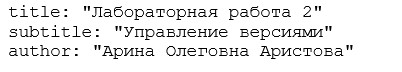 title: "Лабораторная работа 2"
subtitle: "Управление версиями"
author: "Арина Олеговна Аристова"